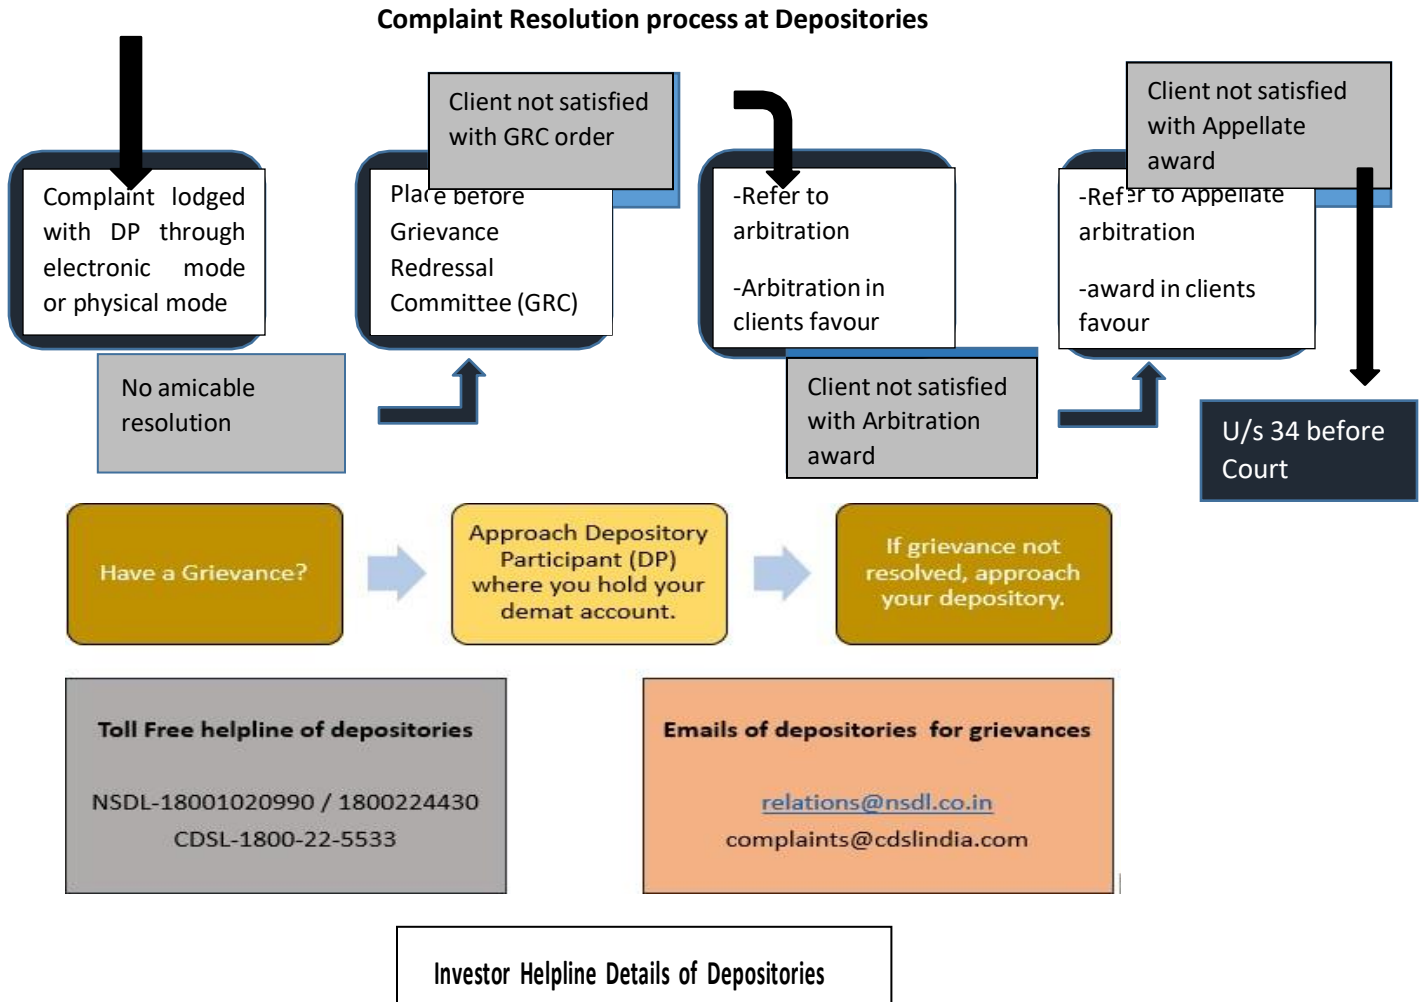 Complaint Resolution process at Depositories
Client not satisfied
with GRC order
Client not satisfied
with Appellate
award
Complaint lodged
with DP through
electronic mode
or physical mode
Place before
Grievance
Redressal
Committee (GRC)
-Refer to
arbitration
-Arbitration in
clients favour
-Refer to Appellate
arbitration
-award in clients
favour
No amicable
resolution
Client not satisfied
with Arbitration
award
U/s 34 before
Court
Have a Grievance?
Approach Depository
Participant (DP)
where you hold your
demat account.
If grievance not
resolved, approach
your depository.
Toll Free helpline of depositories
NSDL-18001020990 / 1800224430
CDSL-1800-22-5533
Emails of depositories for grievances
relations@nsdl.co.in
complaints@cdslindia.com
Investor Helpline Details of Depositories